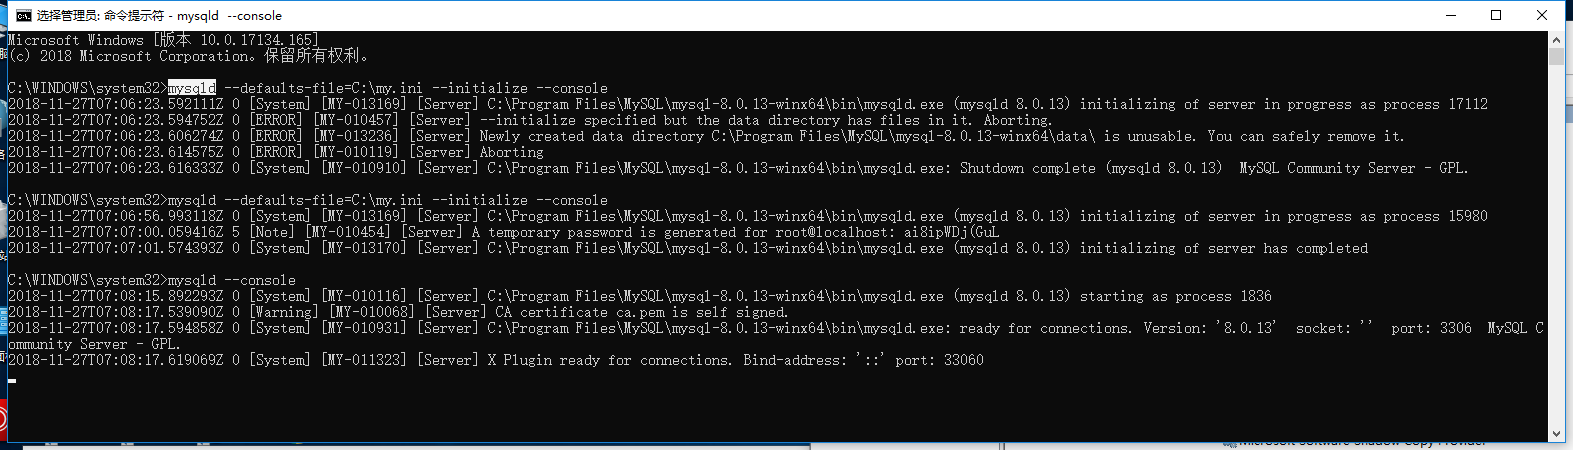 选择管理员: 命令提示符 - mysqld  --console
Microsoft Windows [版本 10.0.17134.165]
(c) 2018 Microsoft Corporation。保留所有权利。
C:\WINDOWS\system32>mysqld --defaults-file=C:\my.ini --initialize --console
2018-11-27T07:06:23.592111Z 0 [System] [MY-013169] [Server] C:\Program Files\MySQL\mysql-8.0.13-winx64\bin\mysqld.exe (mysqld 8.0.13) initializing of server in progress as process 17112
2018-11-27T07:06:23.594752Z 0 [ERROR] [MY-010457] [Server] --initialize specified but the data directory has files in it. Aborting.
2018-11-27T07:06:23.606274Z 0 [ERROR] [MY-013236] [Server] Newly created data directory C:\Program Files\MySQL\mysql-8.0.13-winx64\data\ is unusable. You can safely remove it.
2018-11-27T07:06:23.614575Z 0 [ERROR] [MY-010119] [Server] Aborting
2018-11-27T07:06:23.616333Z 0 [System] [MY-010910] [Server] C:\Program Files\MySQL\mysql-8.0.13-winx64\bin\mysqld.exe: Shutdown complete (mysqld 8.0.13)  MySQL Community Server - GPL.
C:\WINDOWS\system32>mysqld --defaults-file=C:\my.ini --initialize --console
2018-11-27T07:06:56.993118Z 0 [System] [MY-013169] [Server] C:\Program Files\MySQL\mysql-8.0.13-winx64\bin\mysqld.exe (mysqld 8.0.13) initializing of server in progress as process 15980
2018-11-27T07:07:00.059416Z 5 [Note] [MY-010454] [Server] A temporary password is generated for root@localhost: ai8ipWDj(GuL
2018-11-27T07:07:01.574393Z 0 [System] [MY-013170] [Server] C:\Program Files\MySQL\mysql-8.0.13-winx64\bin\mysqld.exe (mysqld 8.0.13) initializing of server has completed
C:\WINDOWS\system32>mysqld --console
2018-11-27T07:08:15.892293Z 0 [System] [MY-010116] [Server] C:\Program Files\MySQL\mysql-8.0.13-winx64\bin\mysqld.exe (mysqld 8.0.13) starting as process 1836
2018-11-27T07:08:17.539090Z 0 [Warning] [MY-010068] [Server] CA certificate ca.pem is self signed.
2018-11-27T07:08:17.594858Z 0 [System] [MY-010931] [Server] C:\Program Files\MySQL\mysql-8.0.13-winx64\bin\mysqld.exe: ready for connections. Version: '8.0.13'  socket: ''  port: 3306  MySQL C
ommunity Server - GPL.
2018-11-27T07:08:17.619069Z 0 [System] [MY-011323] [Server] X Plugin ready for connections. Bind-address: '::' port: 33060
Microsoft Software Shadow Copy Provider